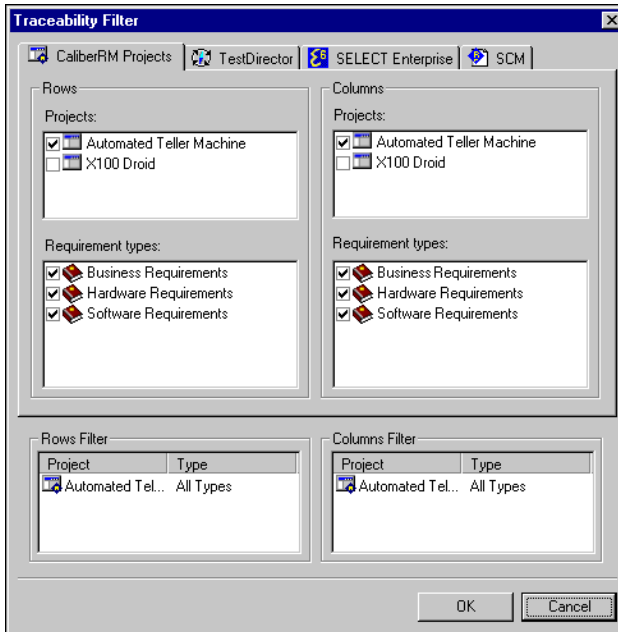 Traceability Filter
CaliberRM Projects TestDirector SELECT Enterprise SCM
Rows
Projects:
Automated Teller Machine
X100 Droid
Requirement types:
Business Requirements
Hardware Requirements
Software Requirements
Columns
Projects:
Automated Teller Machine
X100 Droid
Requirement types:
Business Requirements
Hardware Requirements
Software Requirements
Rows Filter
Project Type
Automated Tel... All Types
Columns Filter
Project Type
Automated Tel... All Types
OK Cancel